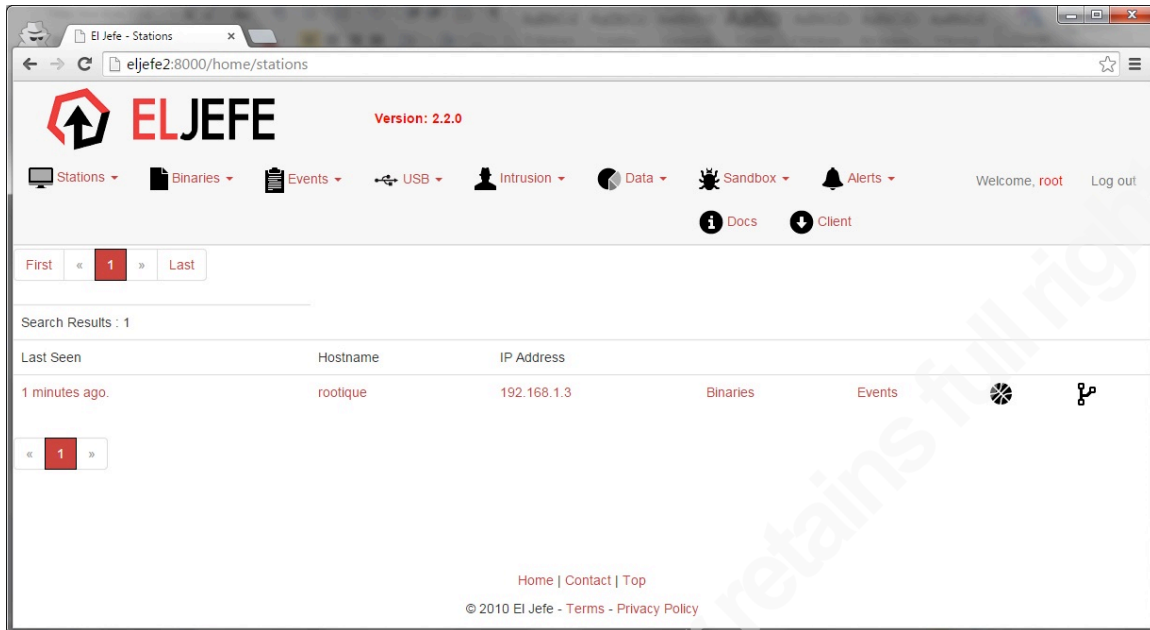 El Jefe - Stations
eljefe2:8000/home/stations
ELJEFE
Version: 2.2.0
Stations Binaries Events USB Intrusion Data Sandbox Alerts Welcome, root Log out
Docs Client
First « 1 » Last
Search Results : 1
Last Seen Hostname IP Address
1 minutes ago. rootique 192.168.1.3 Binaries Events
« 1 »
Home | Contact | Top
© 2010 El Jefe - Terms - Privacy Policy
retains full righ